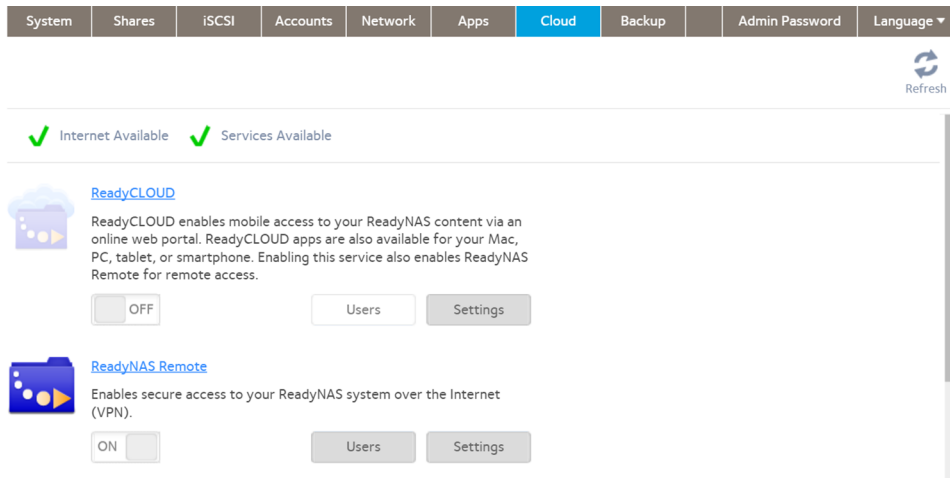 System Shares iSCSI Accounts Network Apps Cloud Backup Admin Password Language
Refresh
Internet Available Services Available
ReadyCLOUD
ReadyCLOUD enables mobile access to your ReadyNAS content via an
online web portal. ReadyCLOUD apps are also available for your Mac,
PC, tablet, or smartphone. Enabling this service also enables ReadyNAS
Remote for remote access.
OFF Users Settings
ReadyNAS Remote
Enables secure access to your ReadyNAS system over the Internet
(VPN).
ON Users Settings